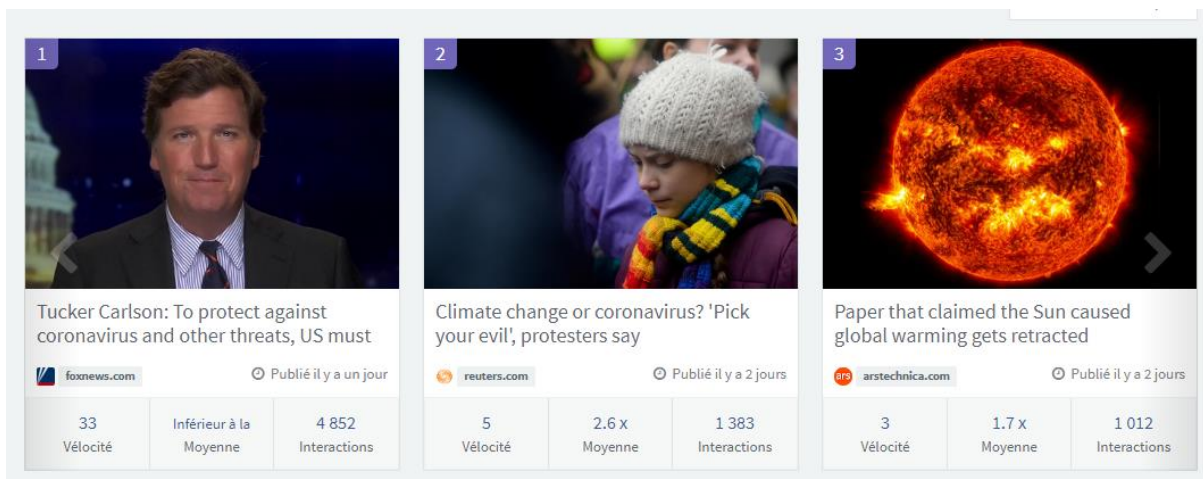 1
Tucker Carlson: To protect against
coronavirus and other threats, US must
foxnews.com Publié il y a un jour
33 Inférieur à la 4 852
Vélocité Moyenne Interactions
2
Climate change or coronavirus? 'Pick
your evil', protesters say
reuters.com Publié il y a 2 jours
5 2.6 x 1 383
Vélocité Moyenne Interactions
3
Paper that claimed the Sun caused
global warming gets retracted
ars arstechnica.com Publié il y a 2 jours
3 1.7 x 1 012
Vélocité Moyenne Interactions